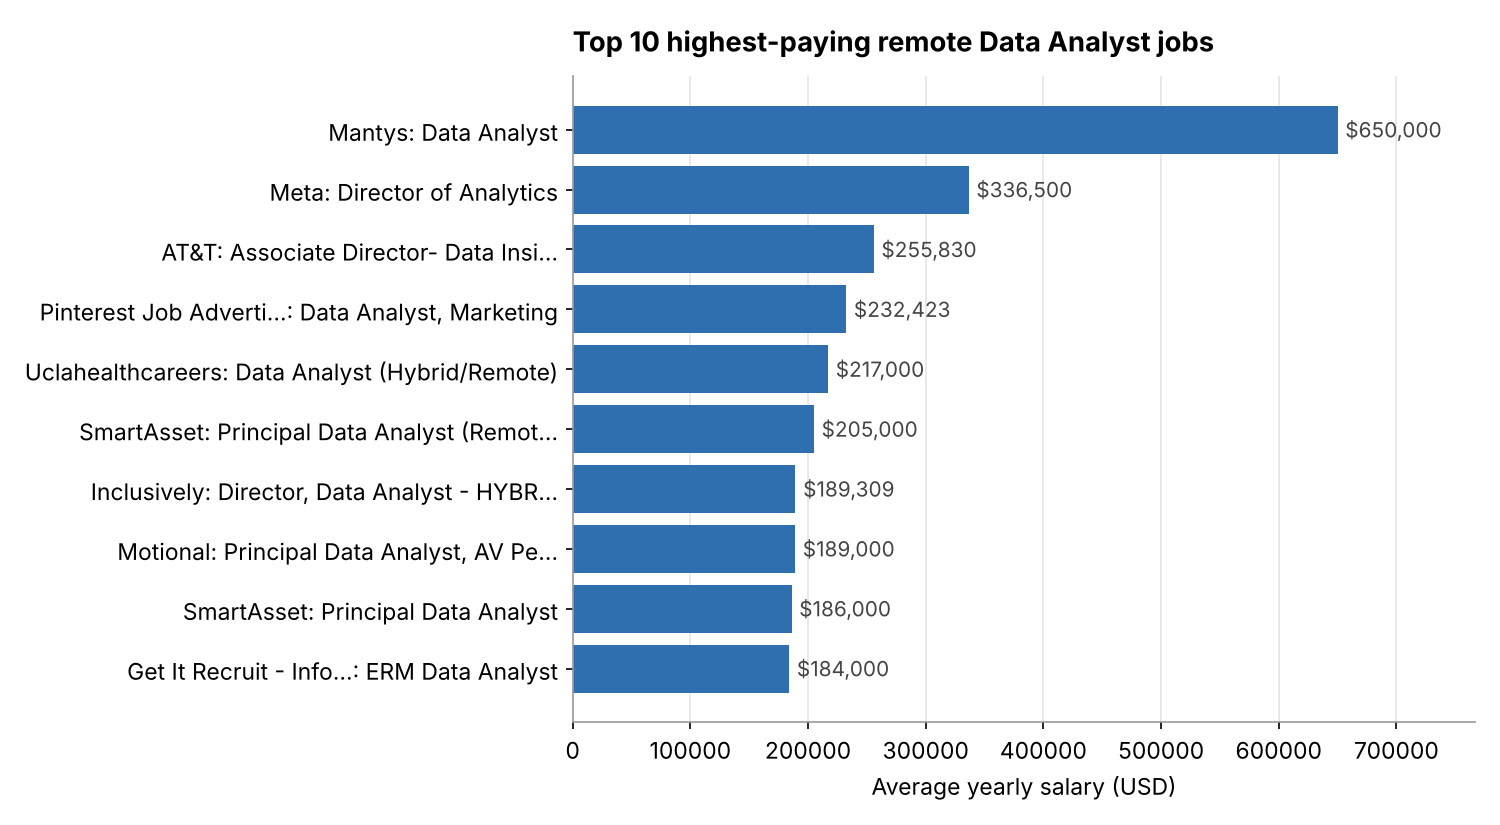 Top 10 highest-paying remote Data Analyst jobs
Mantys: Data Analyst
$650,000
Meta: Director of Analytics
$336,500
AT&T: Associate Director- Data Insi...
$255,830
Pinterest Job Adverti...: Data Analyst, Marketing
$232,423
Uclahealthcareers: Data Analyst (Hybrid/Remote)
$217,000
SmartAsset: Principal Data Analyst (Remot...
$205,000
Inclusively: Director, Data Analyst - HYBR...
$189,309
Motional: Principal Data Analyst, AV Pe...
$189,000
SmartAsset: Principal Data Analyst
$186,000
Get It Recruit - Info...: ERM Data Analyst
$184,000
0 100000 200000 300000 400000 500000 600000 700000
Average yearly salary (USD)